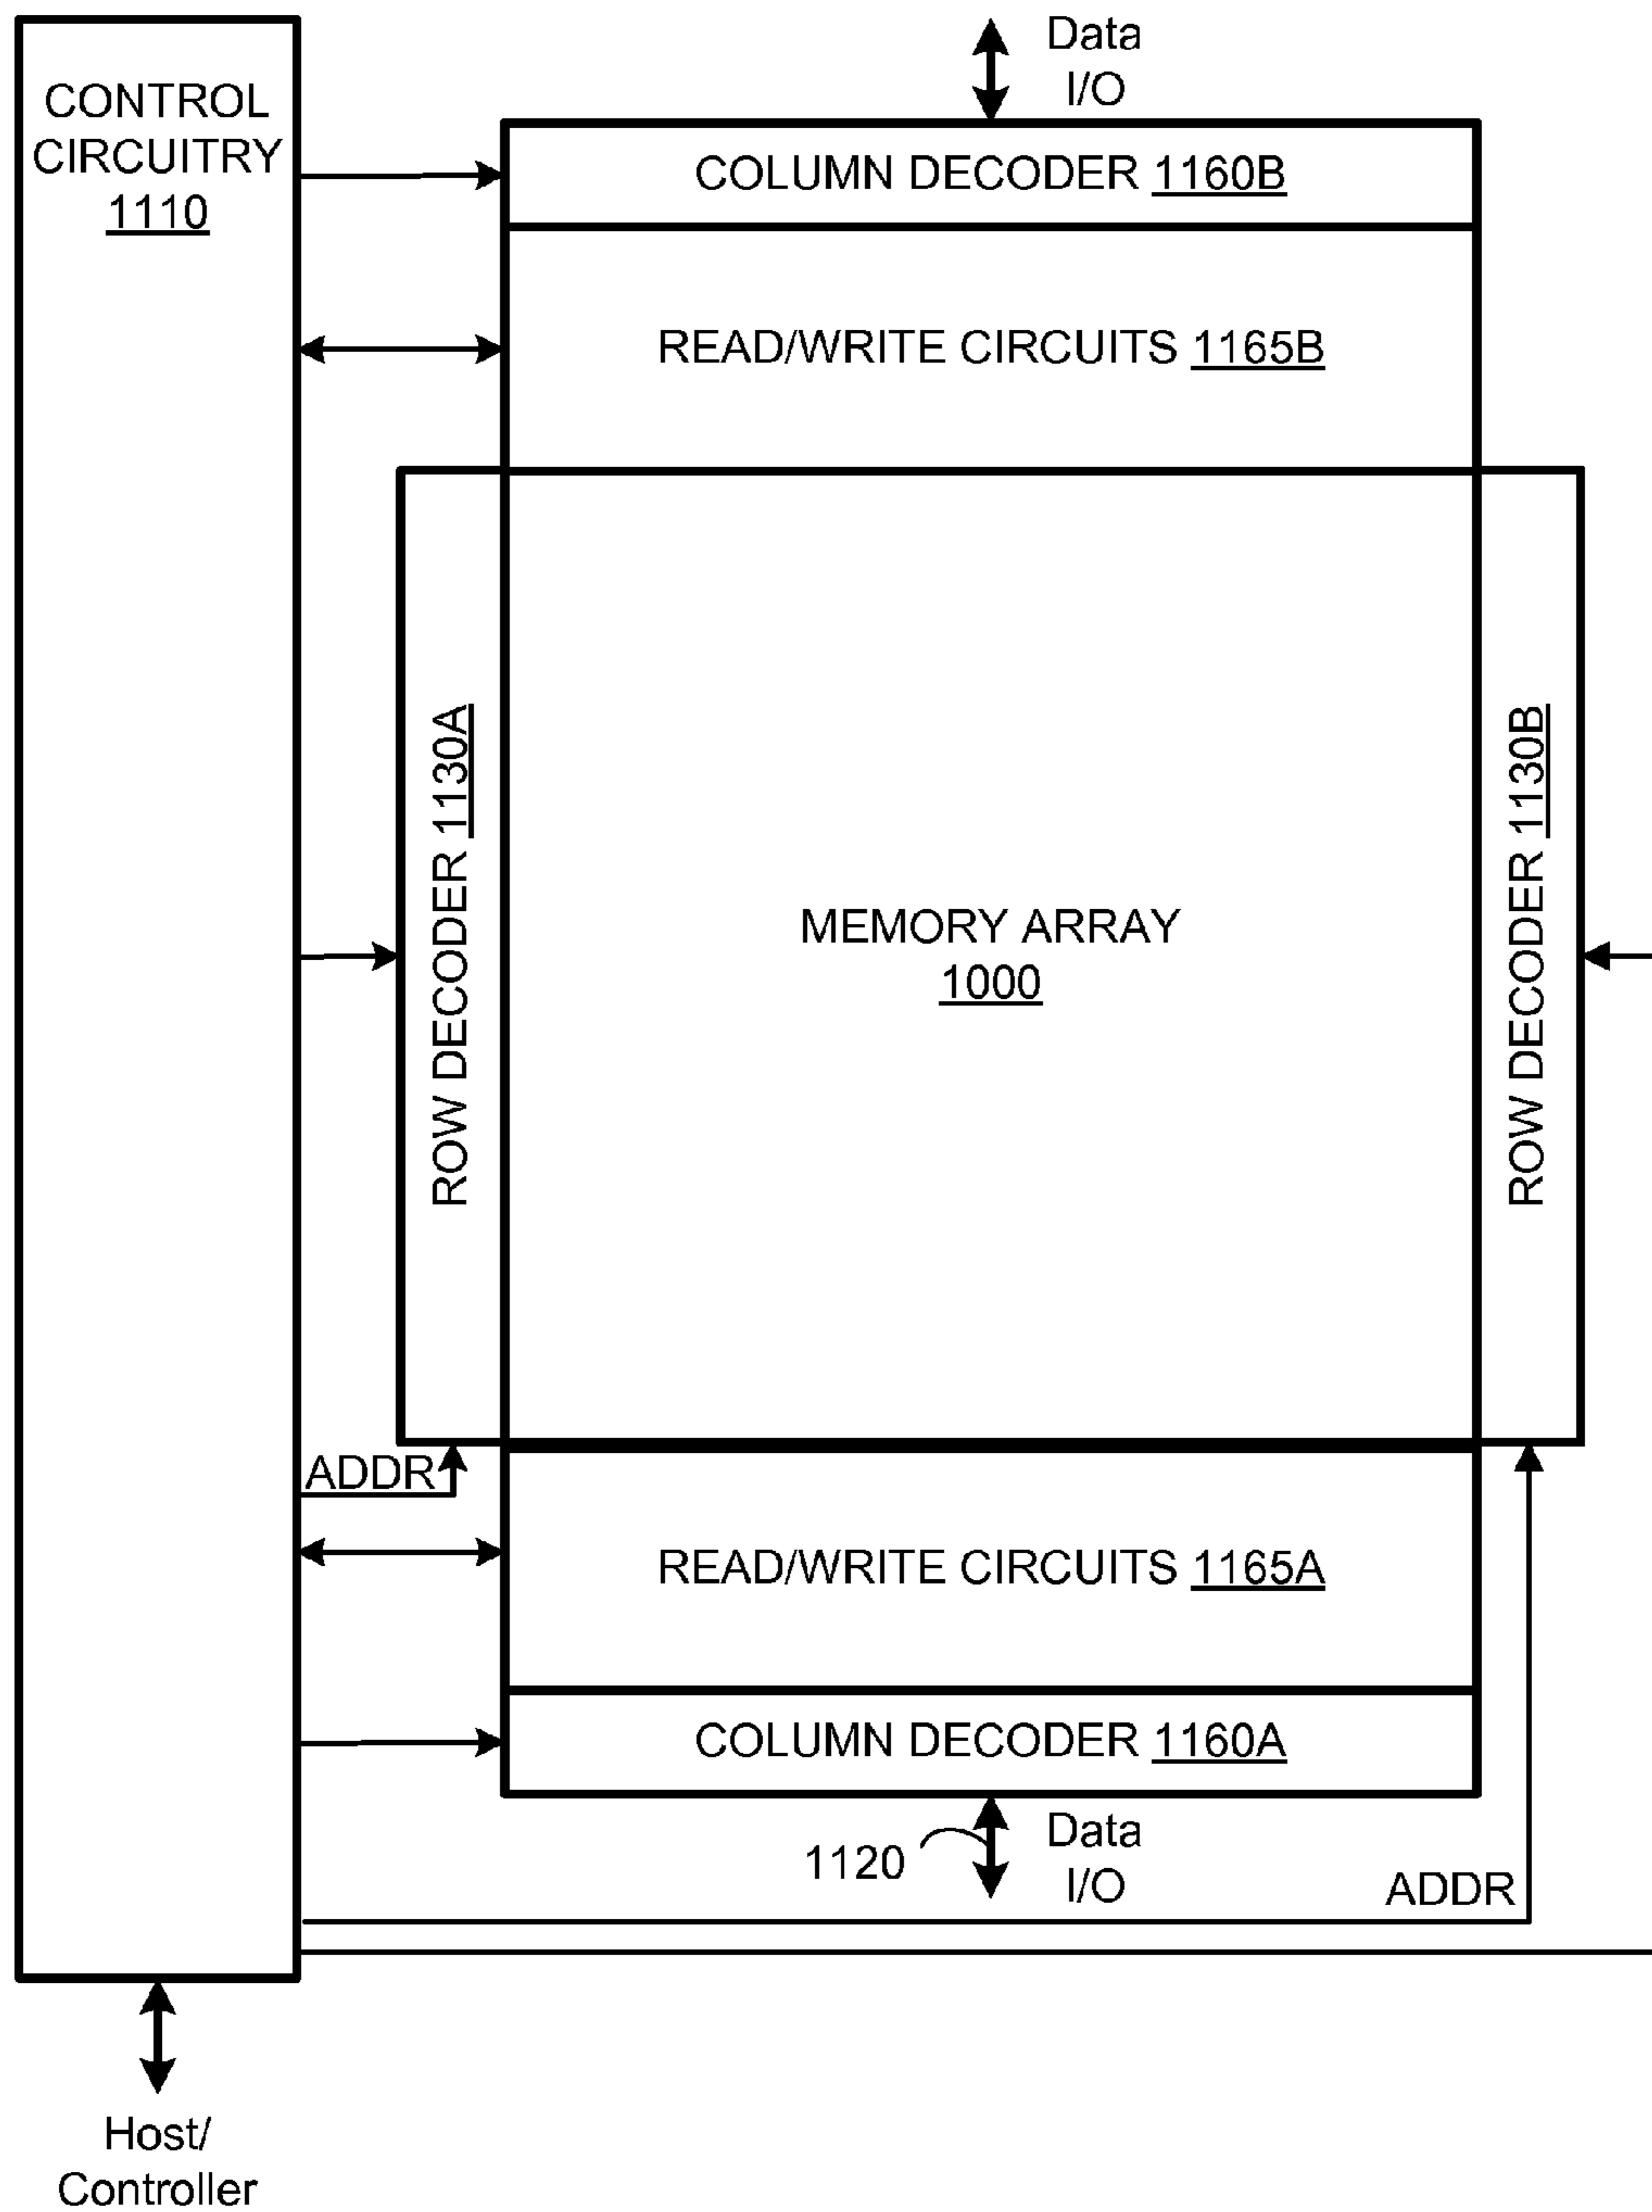 Data
I/O
CONTROL
CIRCUITRY
1110
COLUMN DECODER 1160B
READ/WRITE CIRCUITS 1165B
ROW DECODER 1130A
MEMORY ARRAY
1000
ROW DECODER 1130B
ADDR
READ/WRITE CIRCUITS 1165A
COLUMN DECODER 1160A
1120
Data
I/O
ADDR
Host/
Controller